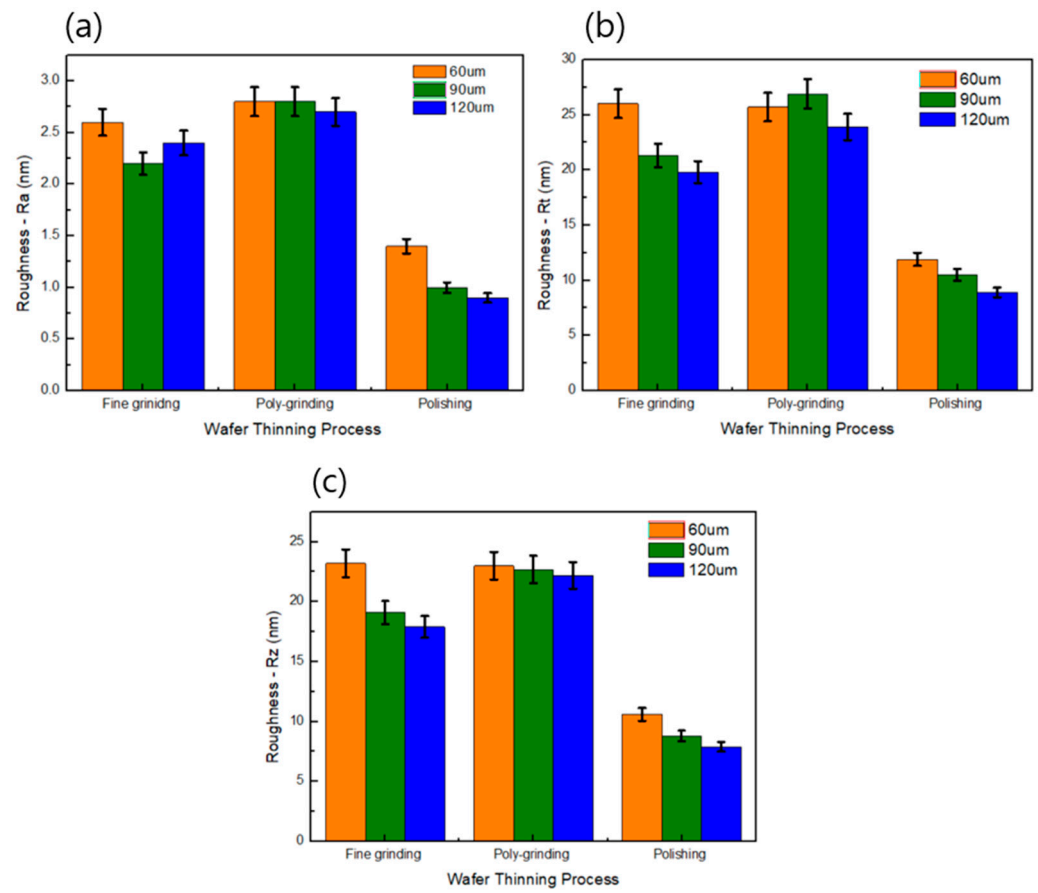 (a)
Roughness - Ra (nm)
3.0
2.5
2.0
1.5
1.0
0.5
0.0
60um
90um
120um
Fine grinidng Poly-grinding Polishing
Wafer Thinning Process
(b)
Roughness - Rt (nm)
30
25
20
15
10
5
0
60um
90um
120um
Fine grinding Poly-grinding Polishing
Wafer Thinning Process
(c)
Roughness - Rz (nm)
25
20
15
10
5
0
60um
90um
120um
Fine grinding Poly-grinding Polishing
Wafer Thinning Process